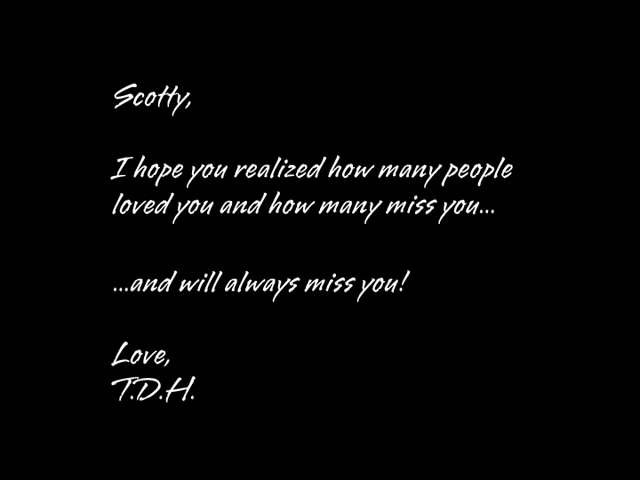 Scotty,
I hope you realized how many people
loved you and how many miss you...
...and will always miss you!
Love,
T.D.H.